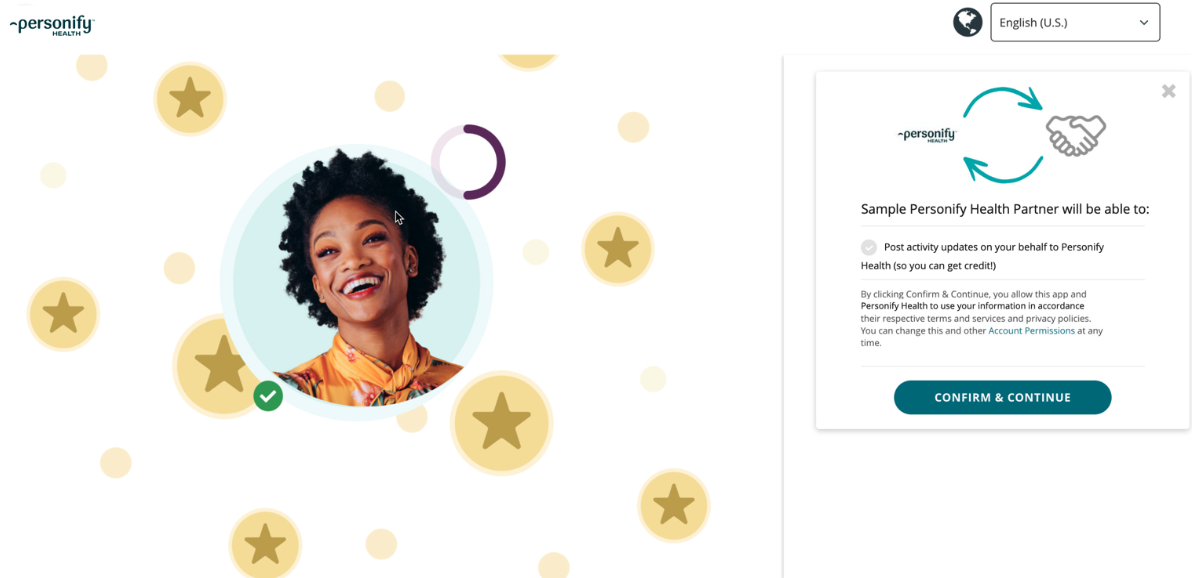 personify
HEALTH
English (U.S.)
personify
HEALTH
Sample Personify Health Partner will be able to:
Post activity updates on your behalf to Personify
Health (so you can get credit!)
By clicking Confirm & Continue, you allow this app and
Personify Health to use your information in accordance
their respective terms and services and privacy policies.
You can change this and other Account Permissions at any
time.
CONFIRM & CONTINUE